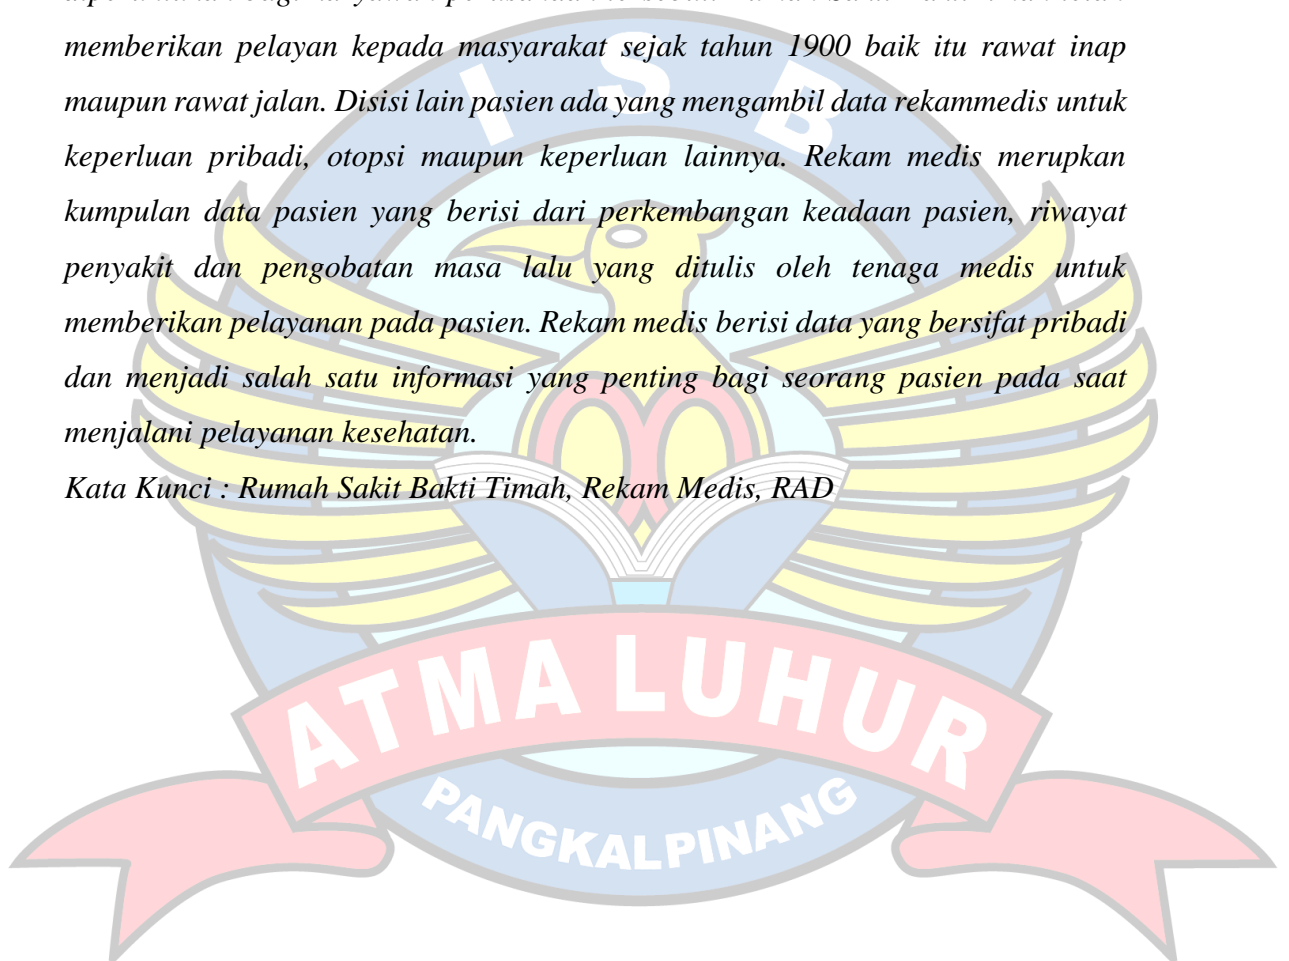 memberikan pelayan kepada masyarakat sejak tahun 1900 baik itu rawat inap
maupun rawat jalan. Disisi lain pasien ada yang mengambil data rekammedis untuk
keperluan pribadi, otopsi maupun keperluan lainnya. Rekam medis merupkan
kumpulan data pasien yang berisi dari perkembangan keadaan pasien, riwayat
penyakit dan pengobatan masa lalu yang ditulis oleh tenaga medis untuk
memberikan pelayanan pada pasien. Rekam medis berisi data yang bersifat pribadi
dan menjadi salah satu informasi yang penting bagi seorang pasien pada saat
menjalani pelayanan kesehatan.
Kata Kunci : Rumah Sakit Bakti Timah, Rekam Medis, RAD
I S B
ATMA LUHUR
PANGKALPINANG